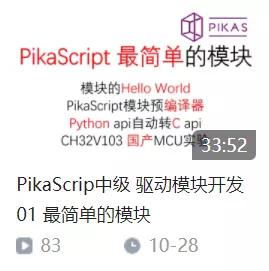 PIKAS
PikaScript 最简单的模块
模块的Hello World
PikaScript模块预编译器
Python api自动转C api
CH32V103 国产MCU实验
33:52
PikaScrip中级 驱动模块开发
01 最简单的模块
83 10-28